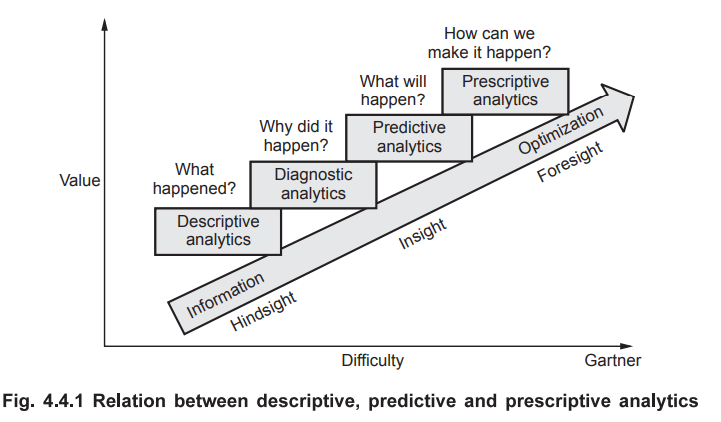 How can we
make it happen?
Prescriptive
analytics
What will
happen?
Predictive
analytics
Why did it
happen?
Diagnostic
analytics
What
happened?
Descriptive
analytics
Value
Optimization
Foresight
Insight
Information
Hindsight
Difficulty
Gartner
Fig. 4.4.1 Relation between descriptive, predictive and prescriptive analytics